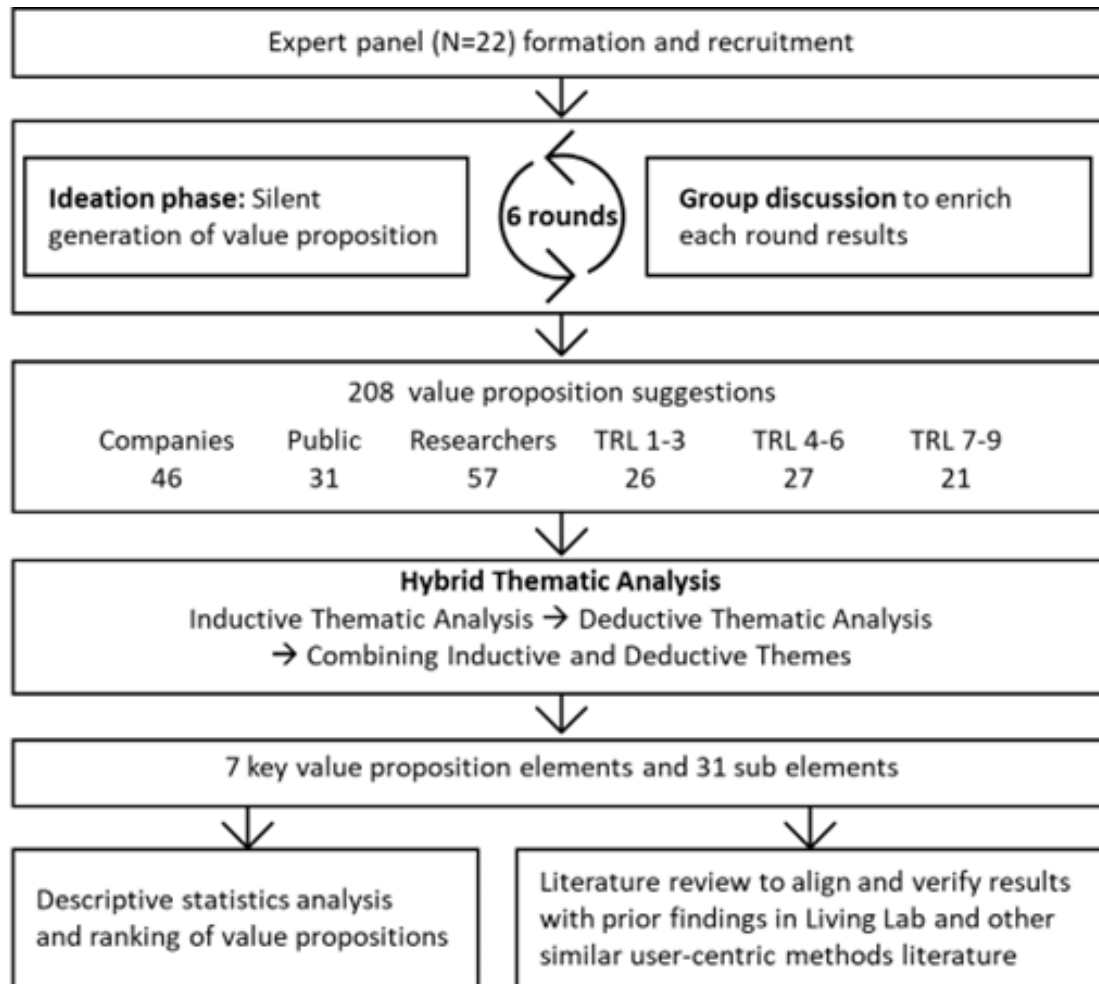 Expert panel (N=22) formation and recruitment
Ideation phase: Silent
generation of value proposition
6 rounds
Group discussion to enrich
each round results
208 value proposition suggestions
Companies Public Researchers TRL 1-3 TRL 4-6 TRL 7-9
46 31 57 26 27 21
Hybrid Thematic Analysis
Inductive Thematic Analysis → Deductive Thematic Analysis
→ Combining Inductive and Deductive Themes
7 key value proposition elements and 31 sub elements
Descriptive statistics analysis
and ranking of value propositions
Literature review to align and verify results
with prior findings in Living Lab and other
similar user-centric methods literature